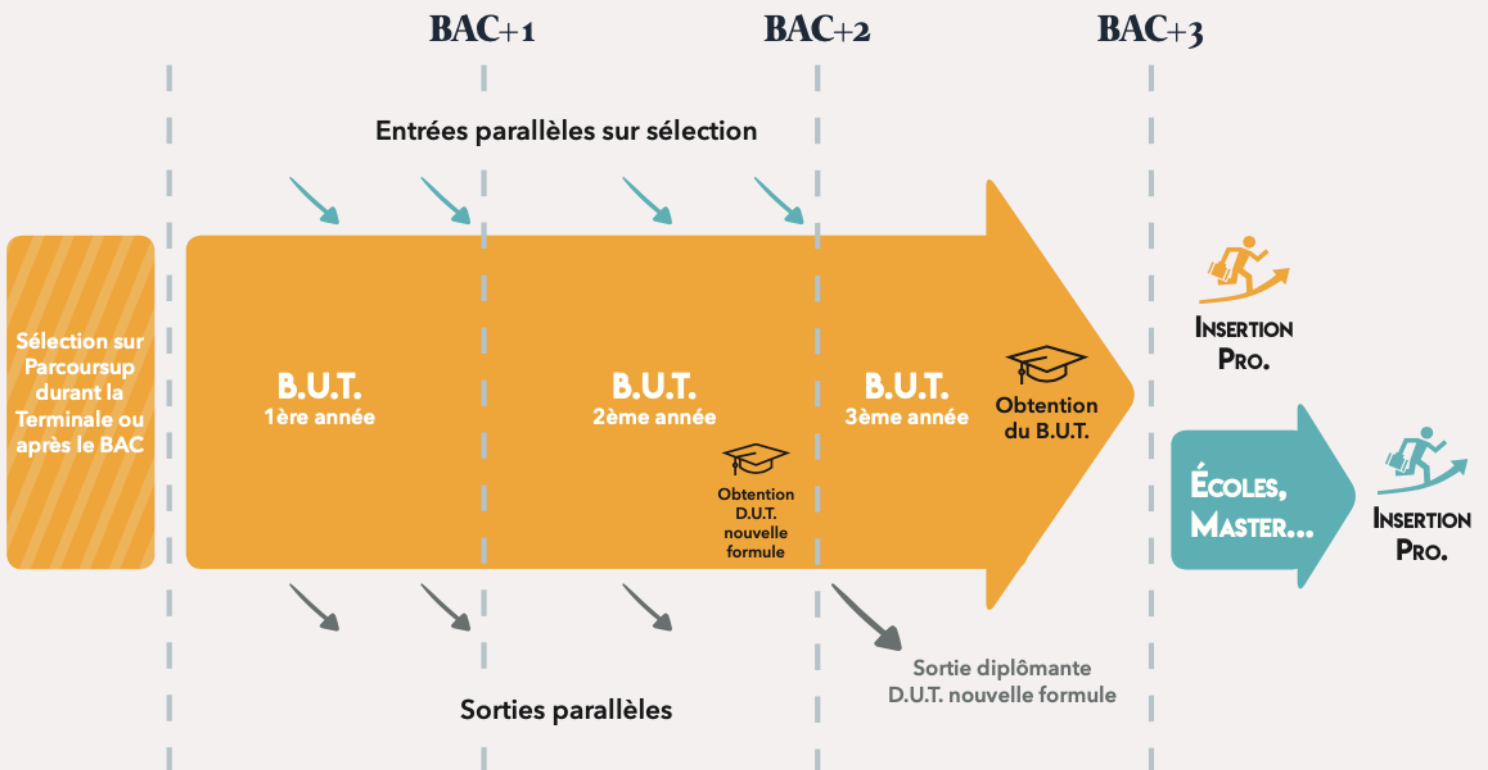 BAC+1
BAC+2
BAC+3
Entrées parallèles sur sélection
Sélection sur
Parcoursup
durant la
Terminale ou
après le BAC
B.U.T.
1ère année
B.U.T.
2ème année
Obtention
D.U.T.
nouvelle
formule
B.U.T.
3ème année
Obtention
du B.U.T.
INSERTION
PRO.
ÉCOLES,
MASTER...
INSERTION
PRO.
Sortie diplômante
D.U.T. nouvelle formule
Sorties parallèles